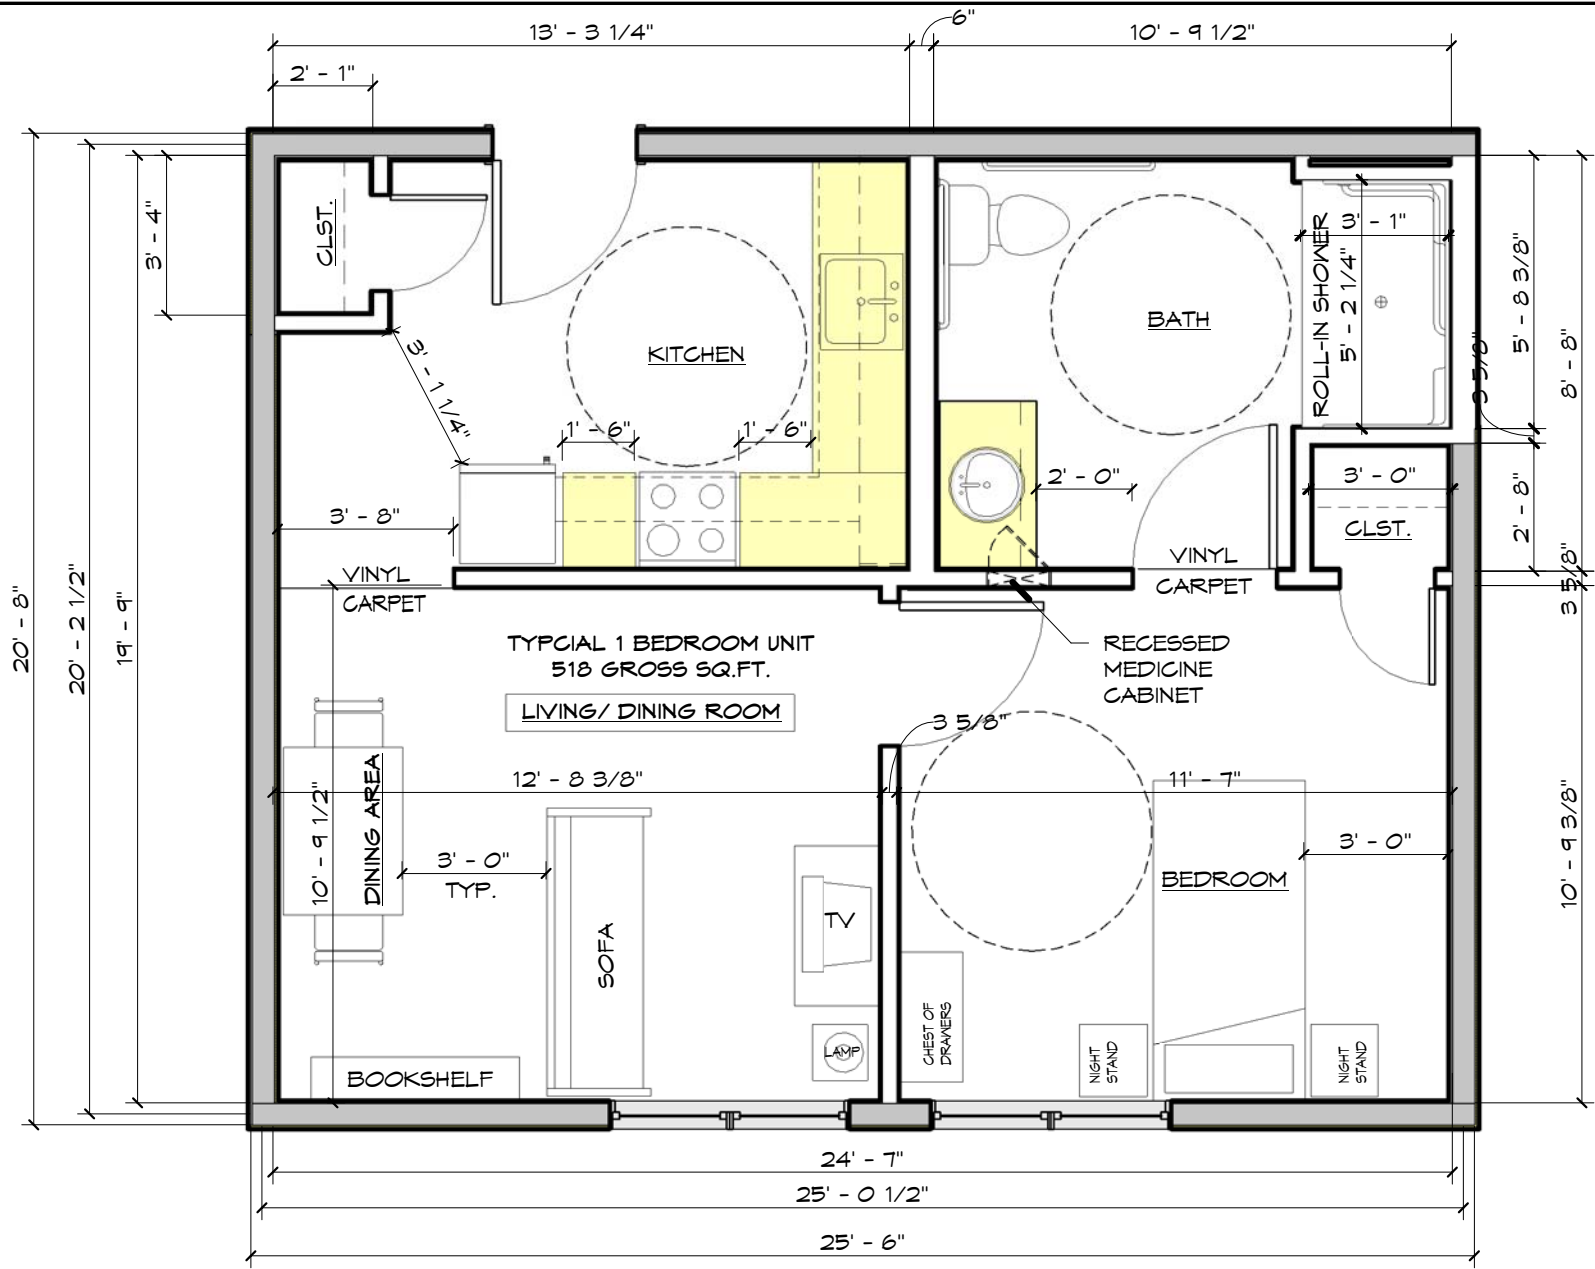 6"
13' - 3 1/4"
10' - 9 1/2"
2' - 1"
3' - 4"
CLST.
KITCHEN
BATH
ROLL-IN SHOWER
3' - 1"
5' - 2 1/4"
5' - 8 3/8"
8' - 8"
3 5/8"
3' - 1 1/4"
1' - 6"
1' - 6"
2' - 0"
3' - 0"
CLST.
2' - 8"
3' - 8"
VINYL
CARPET
VINYL
CARPET
3 5/8"
20' - 8"
20' - 2 1/2"
19' - 9"
TYPCIAL 1 BEDROOM UNIT
518 GROSS SQ.FT.
LIVING/ DINING ROOM
RECESSED
MEDICINE
CABINET
3 5/8"
12' - 8 3/8"
11' - 7"
10' - 9 1/2"
DINING AREA
3' - 0"
TYP.
3' - 0"
10' - 9 3/8"
BEDROOM
SOFA
TV
LAMP
CHEST OF
DRAWERS
NIGHT
STAND
NIGHT
STAND
BOOKSHELF
24' - 7"
25' - 0 1/2"
25' - 6"